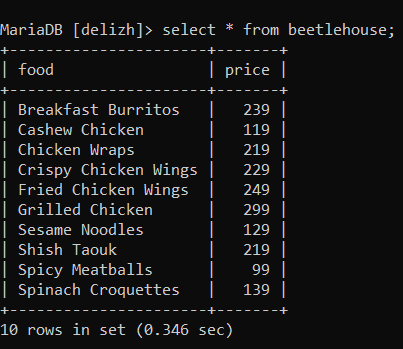 MariaDB [delizh]> select * from beetlehouse;
+----------------------+-------+
| food                 | price |
+----------------------+-------+
| Breakfast Burritos   |   239 |
| Cashew Chicken       |   119 |
| Chicken Wraps        |   219 |
| Crispy Chicken Wings |   229 |
| Fried Chicken Wings  |   249 |
| Grilled Chicken      |   299 |
| Sesame Noodles       |   129 |
| Shish Taouk          |   219 |
| Spicy Meatballs      |    99 |
| Spinach Croquettes   |   139 |
+----------------------+-------+
10 rows in set (0.346 sec)